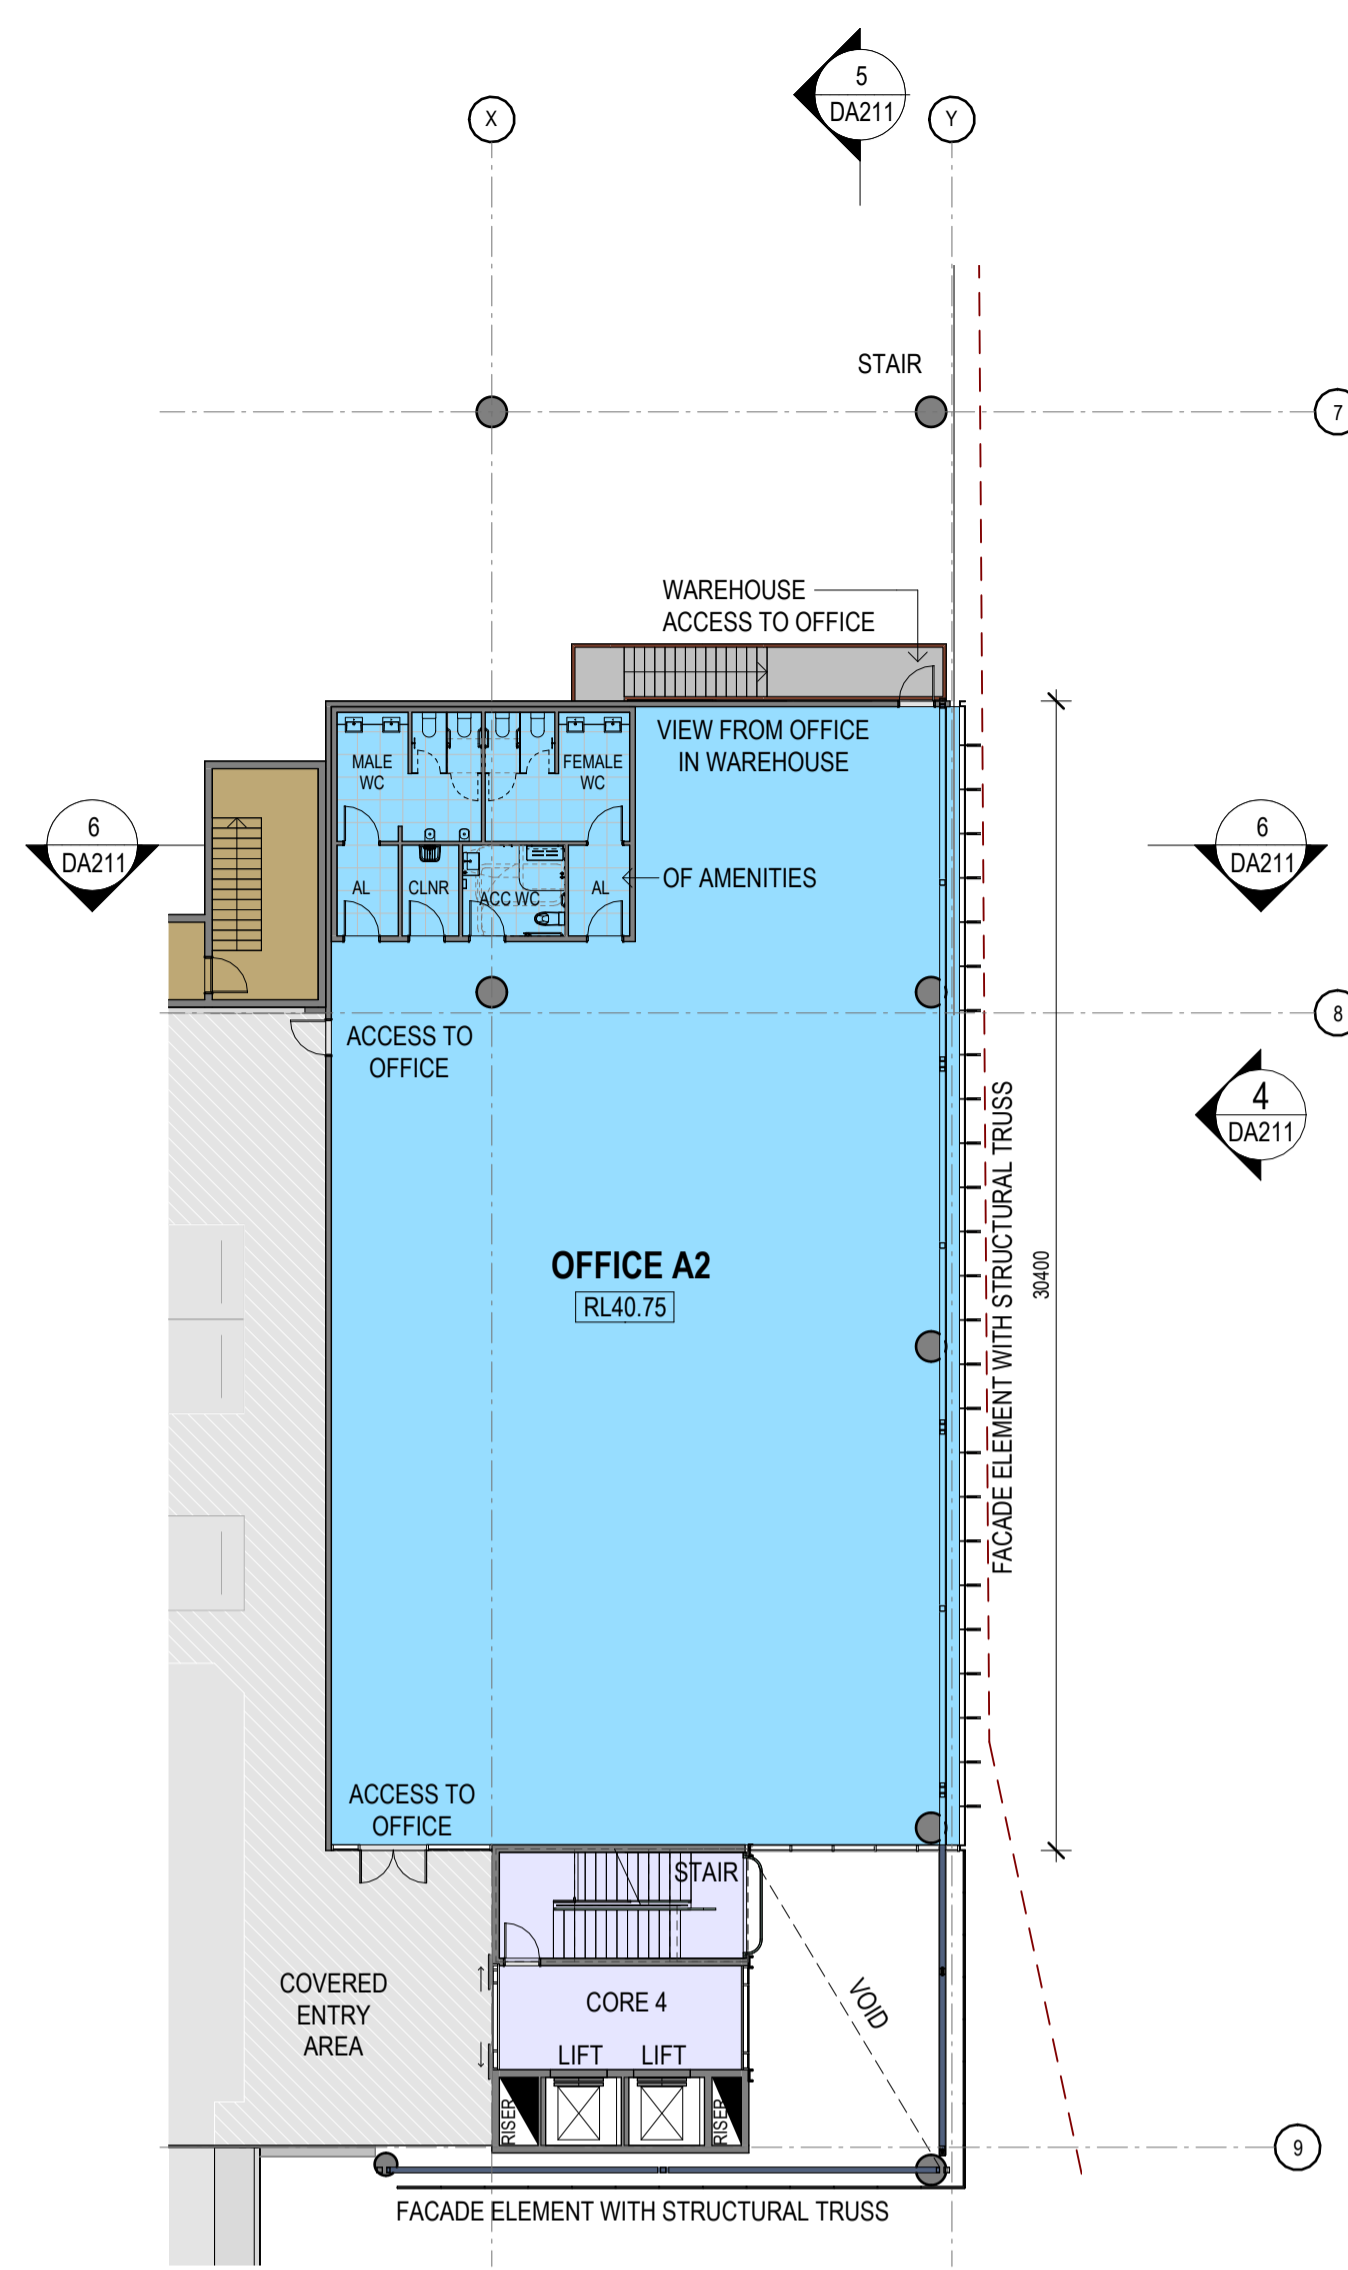 5
DA211
X
Y
STAIR
7
WAREHOUSE
ACCESS TO OFFICE
VIEW FROM OFFICE
IN WAREHOUSE
MALE
WC
FEMALE
WC
6
DA211
6
DA211
AL
CLNR
ACC WC
AL
OF AMENITIES
8
ACCESS TO
OFFICE
4
DA211
FACADE ELEMENT WITH STRUCTURAL TRUSS
30400
OFFICE A2
RL40.75
ACCESS TO
OFFICE
STAIR
COVERED
ENTRY
AREA
CORE 4
VOID
LIFT
LIFT
RISER
RISER
9
FACADE ELEMENT WITH STRUCTURAL TRUSS